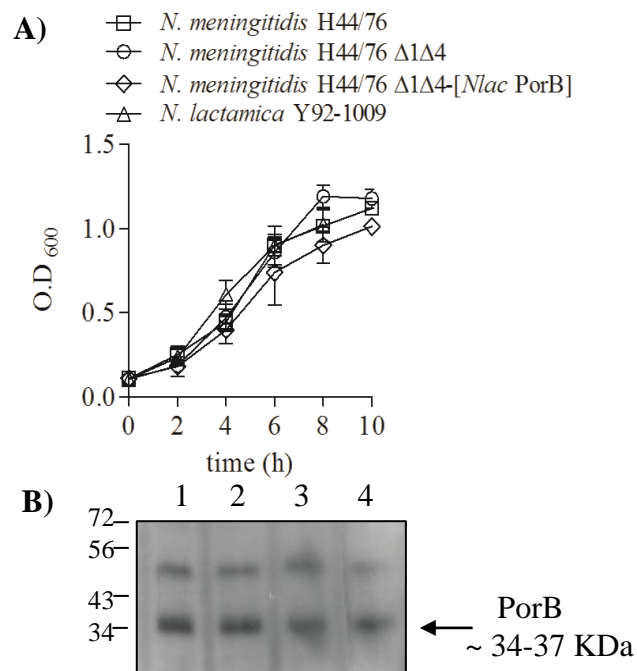 A)
N. meningitidis H44/76
N. meningitidis H44/76 Δ1Δ4
N. meningitidis H44/76 Δ1Δ4-[Nlac PorB]
N. lactamica Y92-1009
1.5
1.0
0.5
0.0
O.D 600
0 2 4 6 8 10
time (h)
B)
1 2 3 4
72
56
43
34
PorB
~ 34-37 KDa